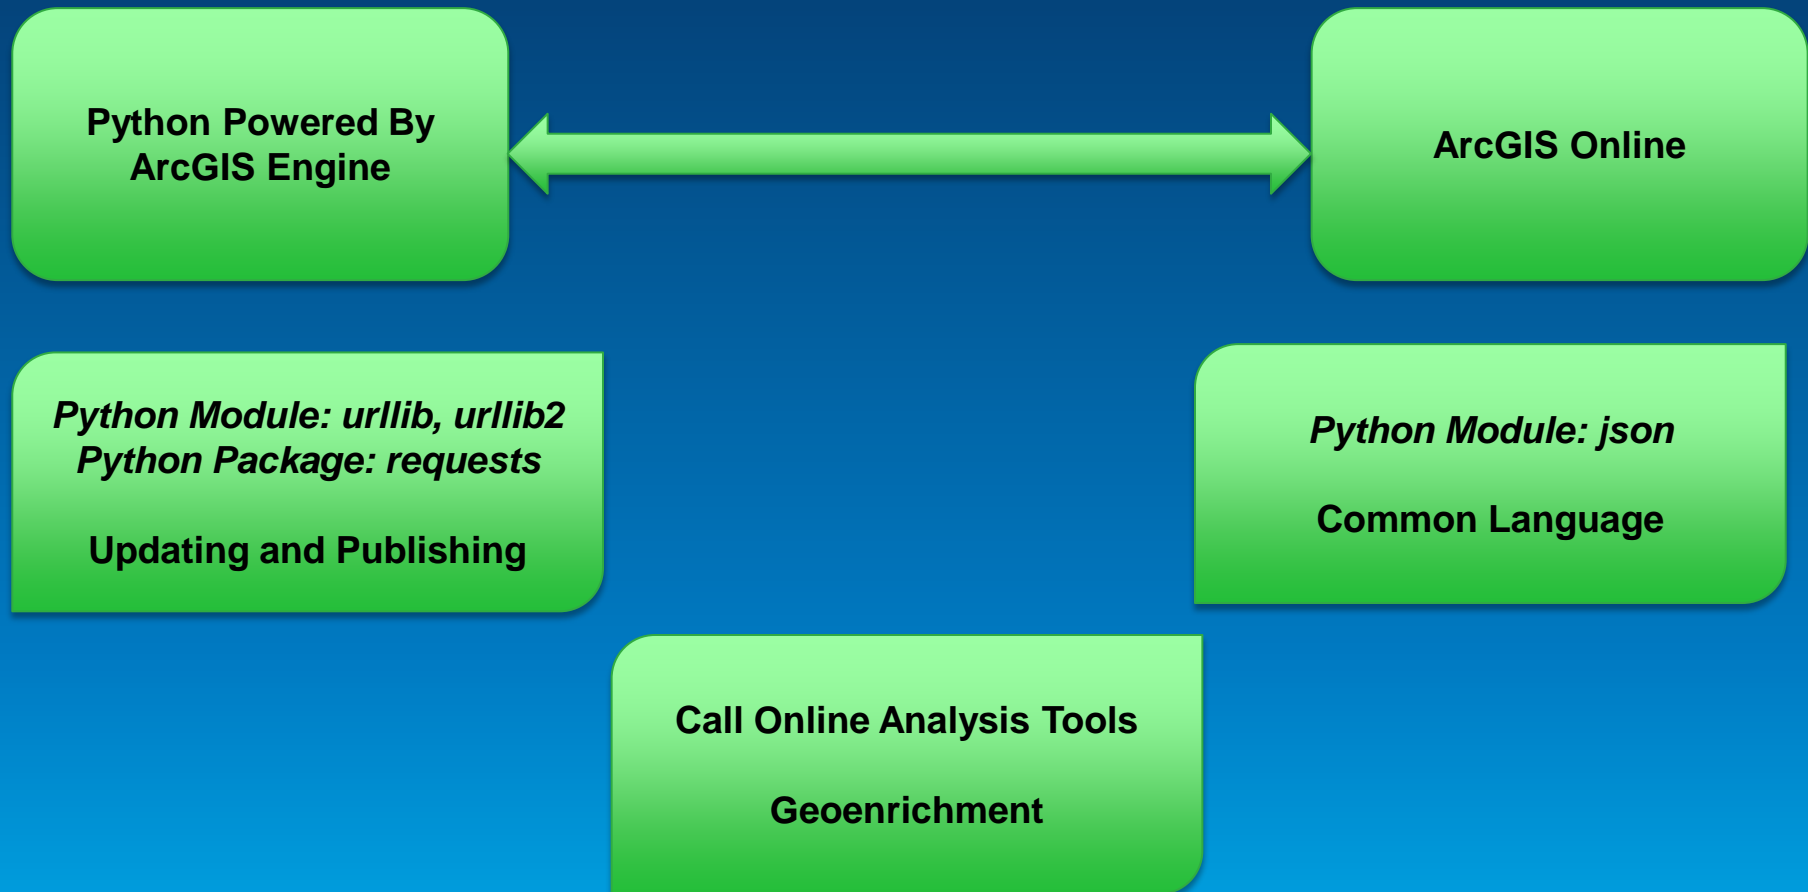 Python Powered By
ArcGIS Engine
ArcGIS Online
Python Module: urllib, urllib2
Python Package: requests
Updating and Publishing
Python Module: json
Common Language
Call Online Analysis Tools
Geoenrichment